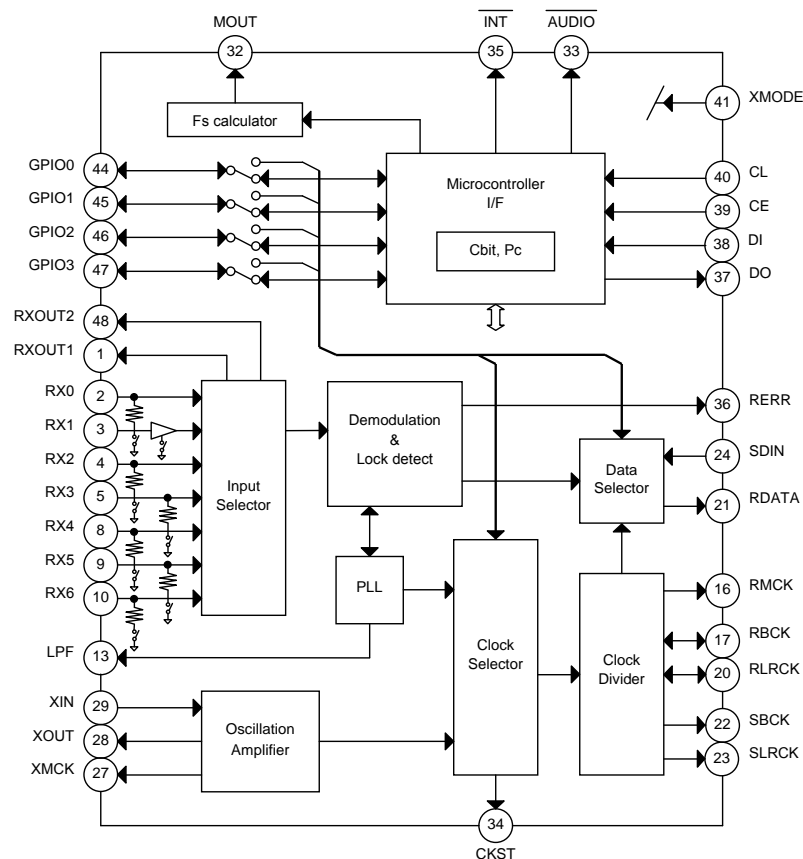 MOUT
INT
AUDIO
32
35
33
41
XMODE
Fs calculator
GPIO0
44
GPIO1
45
GPIO2
46
GPIO3
47
Microcontroller
I/F
Cbit, Pc
40
CL
39
CE
38
DI
37
DO
RXOUT2
48
RXOUT1
1
RX0
2
RX1
3
RX2
4
RX3
5
RX4
8
RX5
9
RX6
10
LPF
13
Input
Selector
Demodulation
&
Lock detect
36
RERR
24
SDIN
21
RDATA
Data
Selector
PLL
Clock
Selector
Clock
Divider
16
RMCK
17
RBCK
20
RLRCK
22
SBCK
23
SLRCK
XIN
29
XOUT
28
XMCK
27
Oscillation
Amplifier
34
CKST